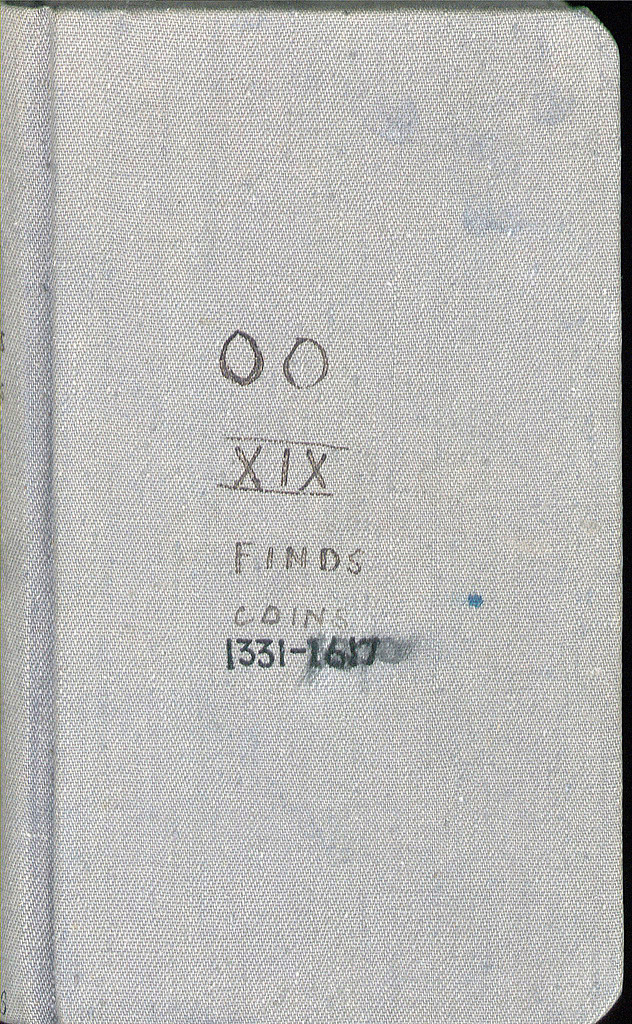 OO
XIX
FINDS
COINS
1331-1617